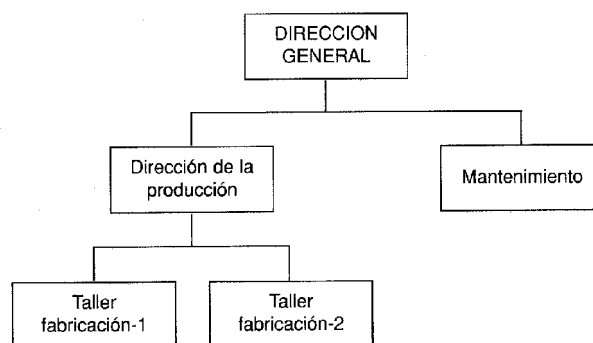 DIRECCION
GENERAL
Dirección de la
producción
Mantenimiento
Taller
fabricación-1
Taller
fabricación-2